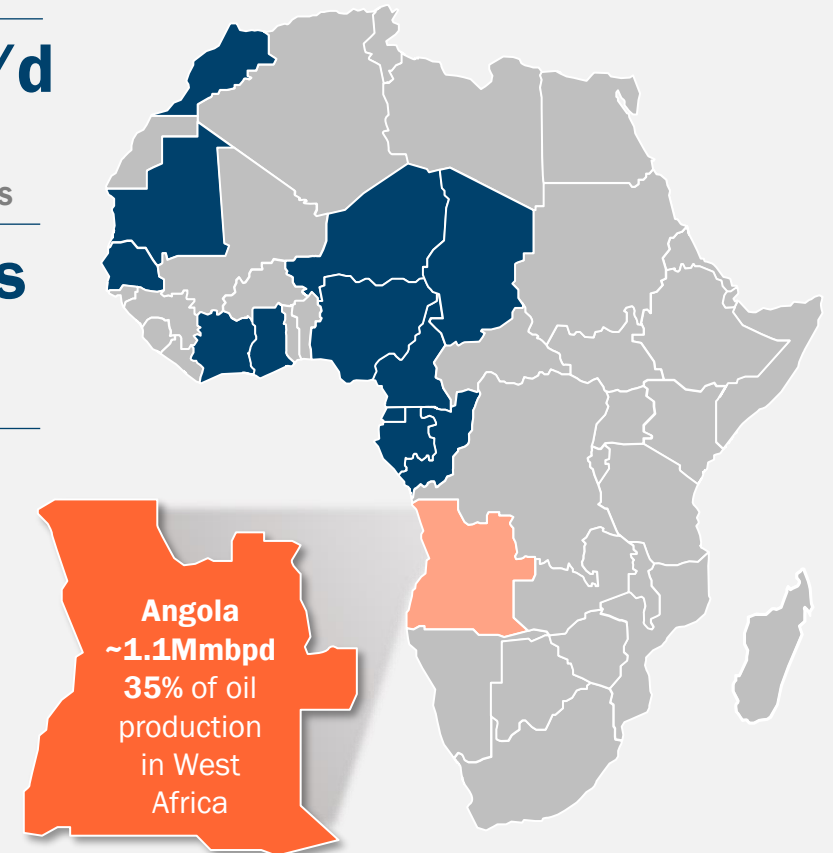 /d
s
s
Angola
~1.1Mmbpd
35% of oil
production
in West
Africa